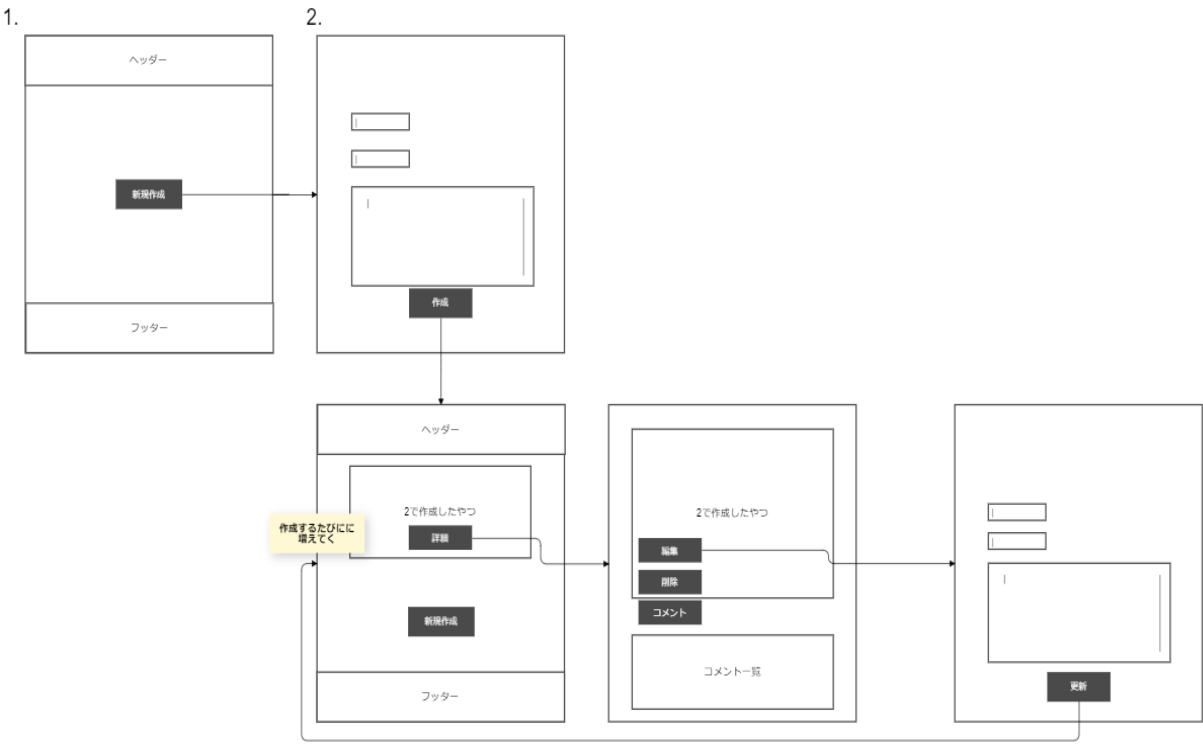 1.
2.
ヘッダー
新規作成
フッター
作成
ヘッダー
2で作成したやつ
詳細
作成するたびにに
増えてく
新規作成
フッター
2で作成したやつ
編集
削除
コメント
コメント一覧
更新